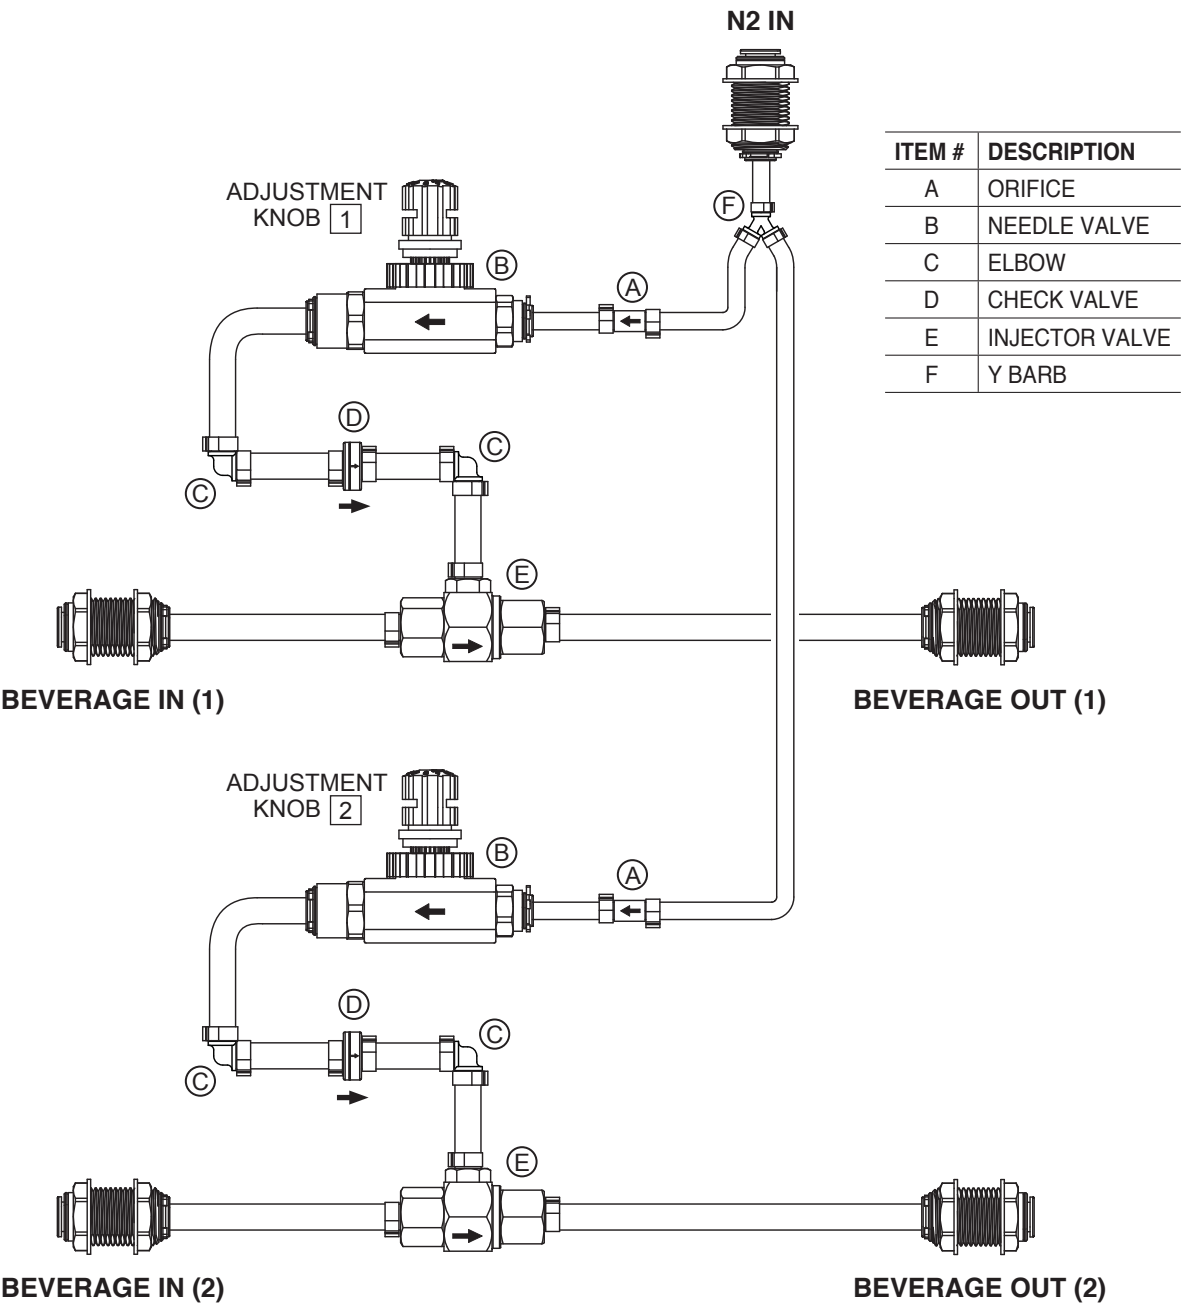 N2 IN
ITEM # DESCRIPTION
A ORIFICE
B NEEDLE VALVE
C ELBOW
D CHECK VALVE
E INJECTOR VALVE
F Y BARB
F
ADJUSTMENT
KNOB 1
B
A
D
C
C
E
BEVERAGE IN (1)
BEVERAGE OUT (1)
ADJUSTMENT
KNOB 2
B
A
D
C
C
E
BEVERAGE IN (2)
BEVERAGE OUT (2)